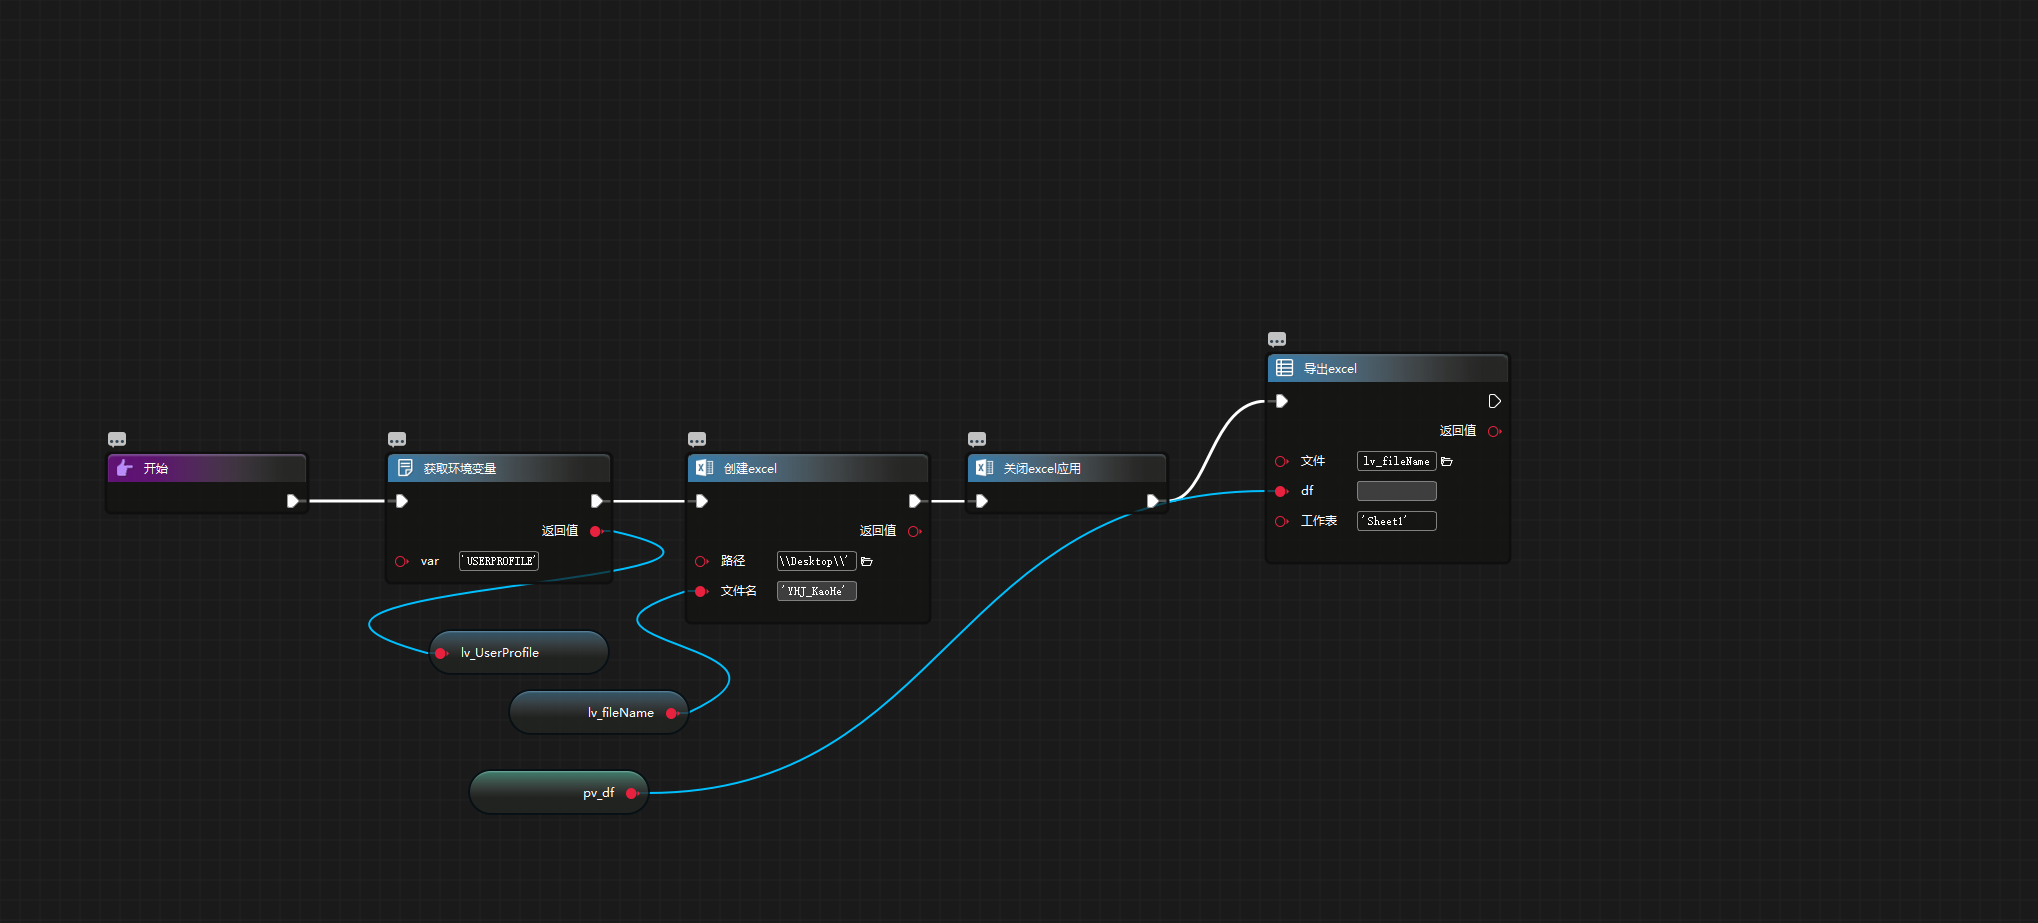 开始
获取环境变量
返回值
var 'USERPROFILE'
创建excel
返回值
路径 \\Desktop\\'
文件名 'YHJ_KaoHe'
关闭excel应用
导出excel
返回值
文件 lv_fileName
df
工作表 'Sheet1'
lv_UserProfile
lv_fileName
pv_df